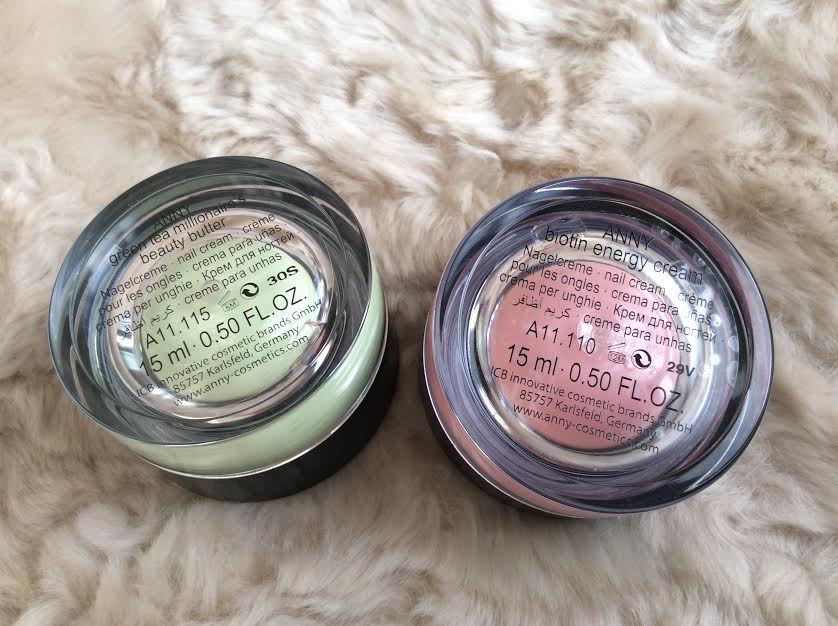 ANNY
green tea millionaire's
beauty butter
Nagelcreme · nail cream · crème
pour les ongles · crema para uñas ·
crema per unghie · Крем для ногтей ·
كريم أظافر · creme para unhas
A11.115 30S
15 ml · 0.50 FL.OZ.
ICB innovative cosmetic brands GmbH
85757 Karlsfeld, Germany
www.anny-cosmetics.com
ANNY
biotin energy cream
Nagelcreme · nail cream · crème
pour les ongles · crema para uñas ·
crema per unghie · Крем для ногтей ·
كريم أظافر · creme para unhas
A11.110 29V
15 ml · 0.50 FL.OZ.
ICB innovative cosmetic brands GmbH
85757 Karlsfeld, Germany
www.anny-cosmetics.com